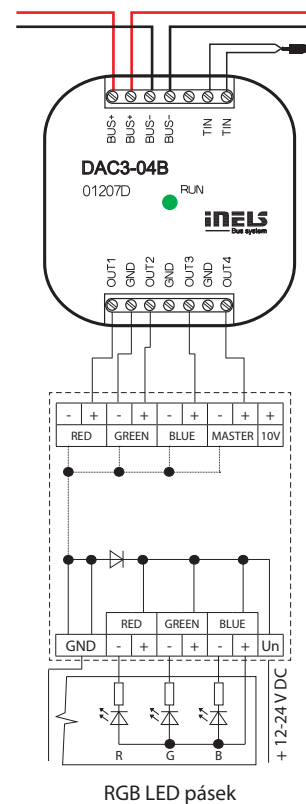 BUS+ BUS+ BUS- BUS- TIN TIN
DAC3-04B
01207D
RUN
iNELS
Bus system
OUT1 GND OUT2 GND OUT3 GND OUT4
- + - + - + - + +
RED GREEN BLUE MASTER 10V
RED GREEN BLUE
GND - + - + - + Un
+ 12-24 V DC
R G B
RGB LED pásek